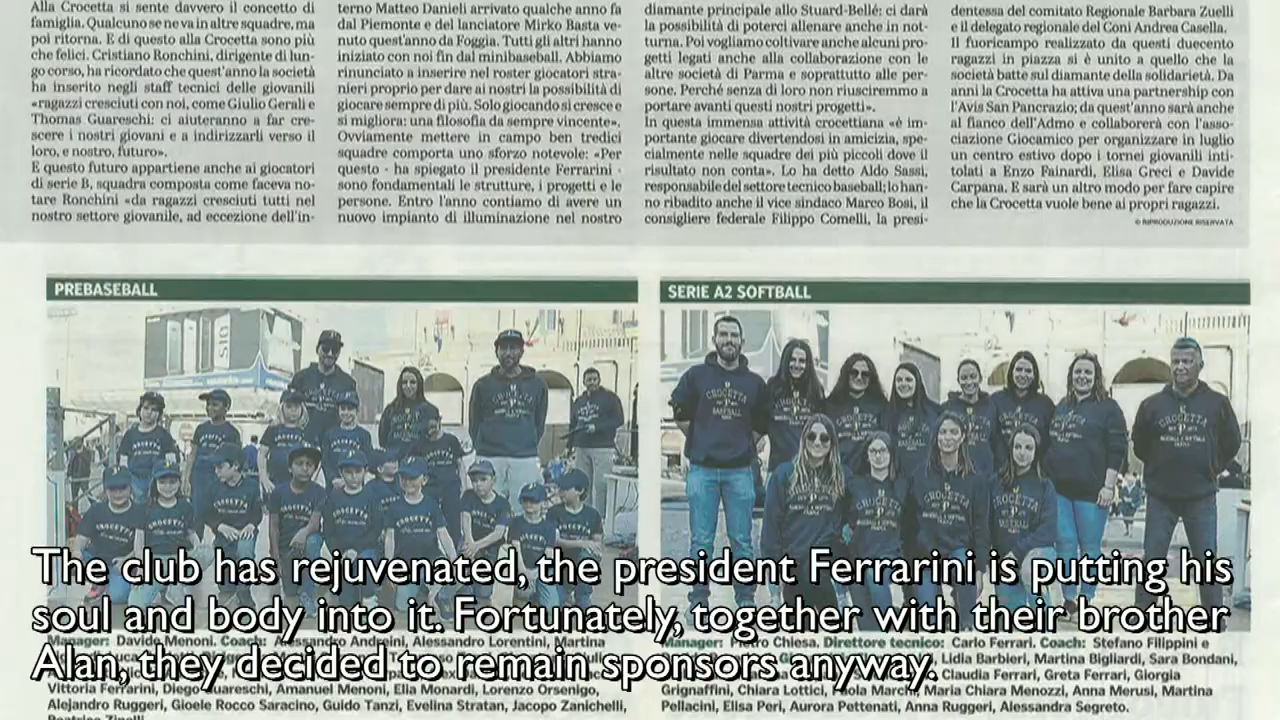 Alla Crocetta si sente davvero il concetto di
famiglia. Qualcuno se ne va in altre squadre, ma
poi ritorna. E di questo alla Crocetta sono più
che felici. Cristiano Ronchini, dirigente di lun-
go corso, ha ricordato che quest'anno la società
ha inserito negli staff tecnici delle giovanili
«ragazzi cresciuti con noi, come Giulio Gerali e
Thomas Guareschi: ci aiuteranno a far cre-
scere i nostri giovani e a indirizzarli verso il
loro, e nostro, futuro».
E questo futuro appartiene anche ai giocatori
di serie B, squadra composta come faceva no-
tare Ronchini «da ragazzi cresciuti tutti nel
nostro settore giovanile, ad eccezione dell'in-
terno Matteo Danieli arrivato qualche anno fa
dal Piemonte e del lanciatore Mirko Basta ve-
nuto quest'anno da Foggia. Tutti gli altri hanno
iniziato con noi fin dal minibaseball. Abbiamo
rinunciato a inserire nel roster giocatori stra-
nieri proprio per dare ai nostri la possibilità di
giocare sempre di più. Solo giocando si cresce e
si migliora: una filosofia da sempre vincente».
Ovviamente mettere in campo ben tredici
squadre comporta uno sforzo notevole: «Per
questo - ha spiegato il presidente Ferrarini -
sono fondamentali le strutture, i progetti e le
persone. Entro l'anno contiamo di avere un
nuovo impianto di illuminazione nel nostro
diamante principale allo Stuard-Bellé: ci darà
la possibilità di poterci allenare anche in not-
turna. Poi vogliamo coltivare anche alcuni pro-
getti legati anche alla collaborazione con le
altre società di Parma e soprattutto alle per-
sone. Perché senza di loro non riusciremmo a
portare avanti questi nostri progetti».
In questa immensa attività crocettiana «è im-
portante giocare divertendosi in amicizia, spe-
cialmente nelle squadre dei più piccoli dove il
risultato non conta». Lo ha detto Aldo Sassi,
responsabile del settore tecnico baseball; lo han-
no ribadito anche il vice sindaco Marco Bosi, il
consigliere federale Filippo Comelli, la presi-
dentessa del comitato Regionale Barbara Zuelli
e il delegato regionale del Coni Andrea Casella.
Il fuoricampo realizzato da questi duecento
ragazzi in piazza si è unito a quello che la
società batte sul diamante della solidarietà. Da
anni la Crocetta ha attiva una partnership con
l'Avis San Pancrazio; da quest'anno sarà anche
al fianco dell'Admo e collaborerà con l'asso-
ciazione Giocamico per organizzare in luglio
un centro estivo dopo i tornei giovanili inti-
tolati a Enzo Fainardi, Elisa Greci e Davide
Carpana. E sarà un altro modo per fare capire
che la Crocetta vuole bene ai propri ragazzi.
© RIPRODUZIONE RISERVATA
PREBASEBALL
SERIE A2 SOFTBALL
The club has rejuvenated, the president Ferrarini is putting his
soul and body into it. Fortunately, together with their brother
Alan, they decided to remain sponsors anyway.
Manager: Davide Menoni. Coach: Alessandro Andreini, Alessandro Lorentini, Martina
Vittoria Ferrarini, Diego Guareschi, Amanuel Menoni, Elia Monardi, Lorenzo Orsenigo,
Alejandro Ruggeri, Gioele Rocco Saracino, Guido Tanzi, Evelina Stratan, Jacopo Zanichelli,
Beatrice Zinelli
Manager: Pietro Chiesa. Direttore tecnico: Carlo Ferrari. Coach: Stefano Filippini e
Lidia Barbieri, Martina Bigliardi, Sara Bondani,
Claudia Ferrari, Greta Ferrari, Giorgia
Grignaffini, Chiara Lottici, Paola Marchi, Maria Chiara Menozzi, Anna Merusi, Martina
Pellacini, Elisa Peri, Aurora Pettenati, Anna Ruggeri, Alessandra Segreto.